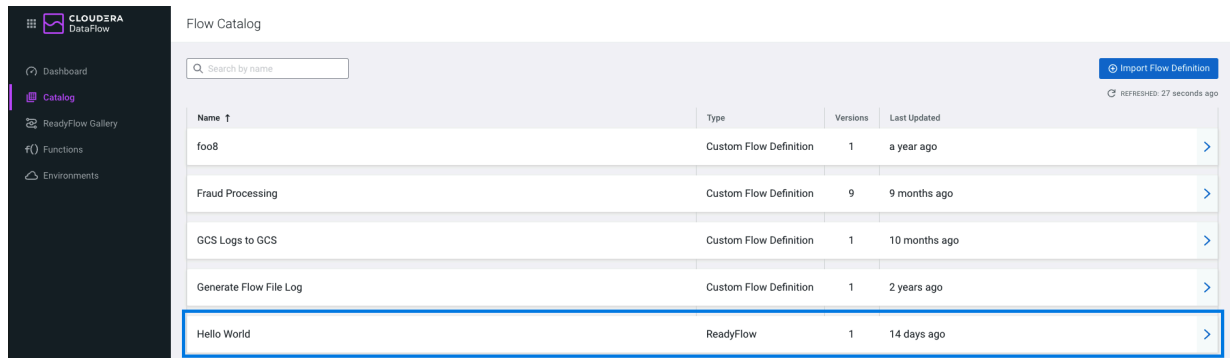 CLOUDERA
DataFlow
Flow Catalog
Dashboard
Catalog
ReadyFlow Gallery
f() Functions
Environments
Search by name
Import Flow Definition
REFRESHED: 27 seconds ago
Name ↑ Type Versions Last Updated
foo8 Custom Flow Definition 1 a year ago
Fraud Processing Custom Flow Definition 9 9 months ago
GCS Logs to GCS Custom Flow Definition 1 10 months ago
Generate Flow File Log Custom Flow Definition 1 2 years ago
Hello World ReadyFlow 1 14 days ago